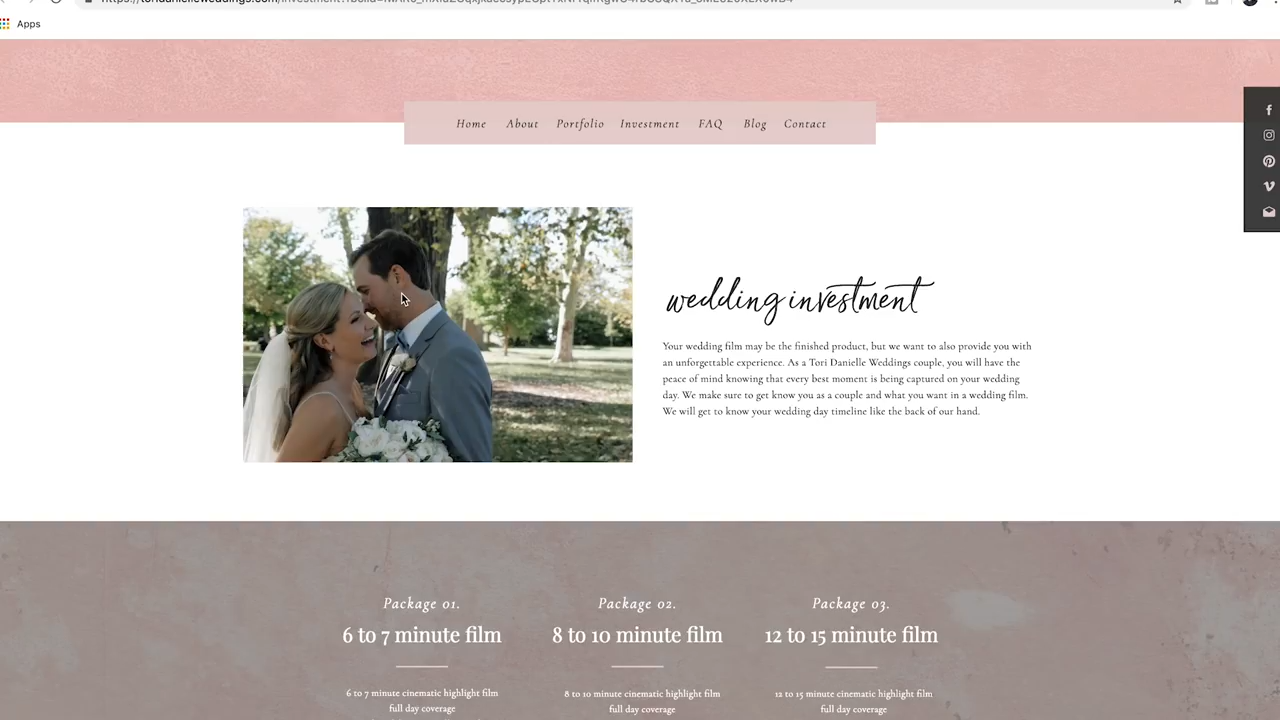 Apps
Home About Portfolio Investment FAQ Blog Contact
wedding investment
Your wedding film may be the finished product, but we want to also provide you with
an unforgettable experience. As a Tori Danielle Weddings couple, you will have the
peace of mind knowing that every best moment is being captured on your wedding
day. We make sure to get know you as a couple and what you want in a wedding film.
We will get to know your wedding day timeline like the back of our hand.
Package 01.
6 to 7 minute film
6 to 7 minute cinematic highlight film
full day coverage
Package 02.
8 to 10 minute film
8 to 10 minute cinematic highlight film
full day coverage
Package 03.
12 to 15 minute film
12 to 15 minute cinematic highlight film
full day coverage